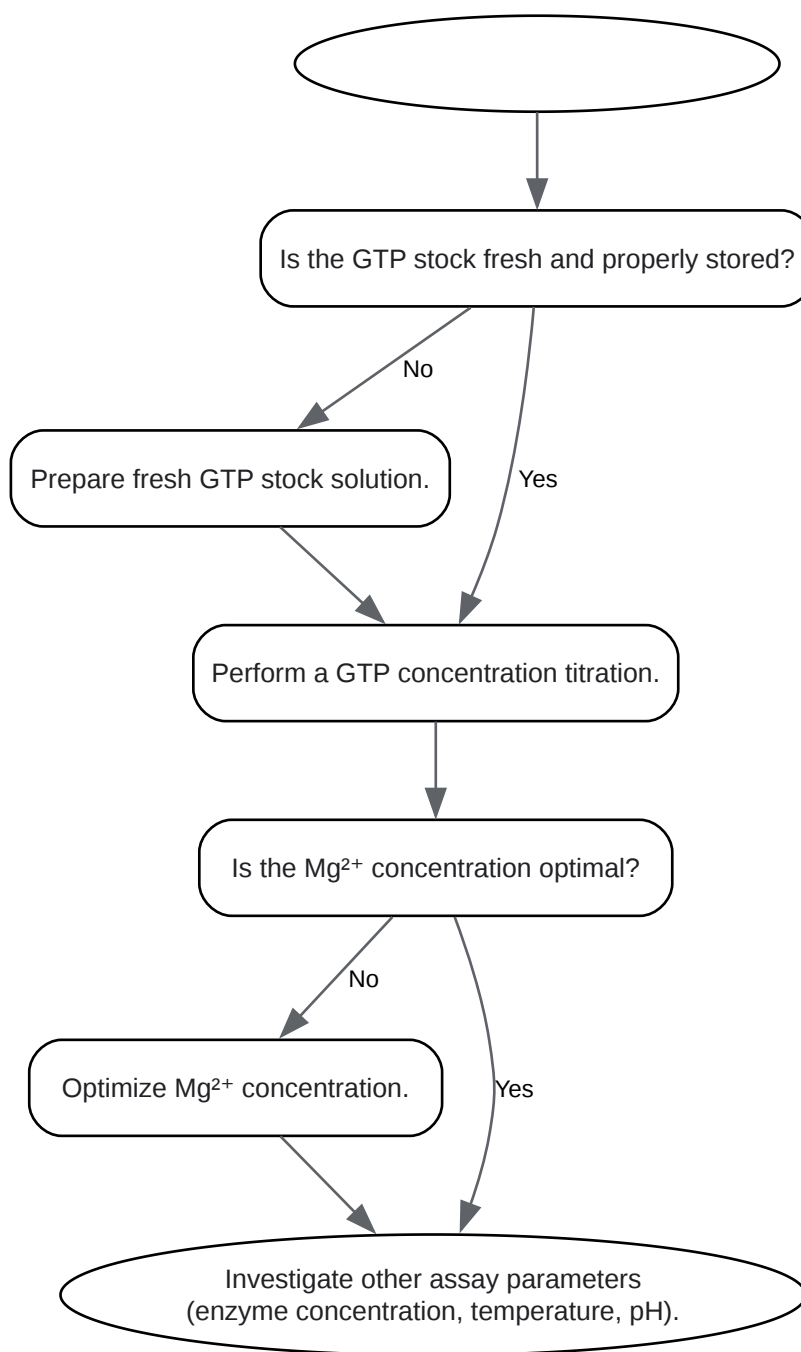 Is the GTP stock fresh and properly stored?
No
Prepare fresh GTP stock solution.
Yes
Perform a GTP concentration titration.
Is the Mg²⁺ concentration optimal?
No
Optimize Mg²⁺ concentration.
Yes
Investigate other assay parameters
(enzyme concentration, temperature, pH).